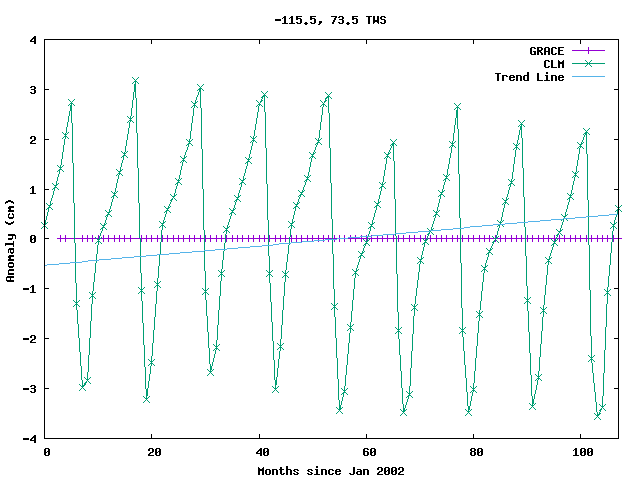 -115.5, 73.5 TWS
GRACE
CLM
Trend Line
4
3
2
1
0
-1
-2
-3
-4
Anomaly (cm)
0 20 40 60 80 100
Months since Jan 2002